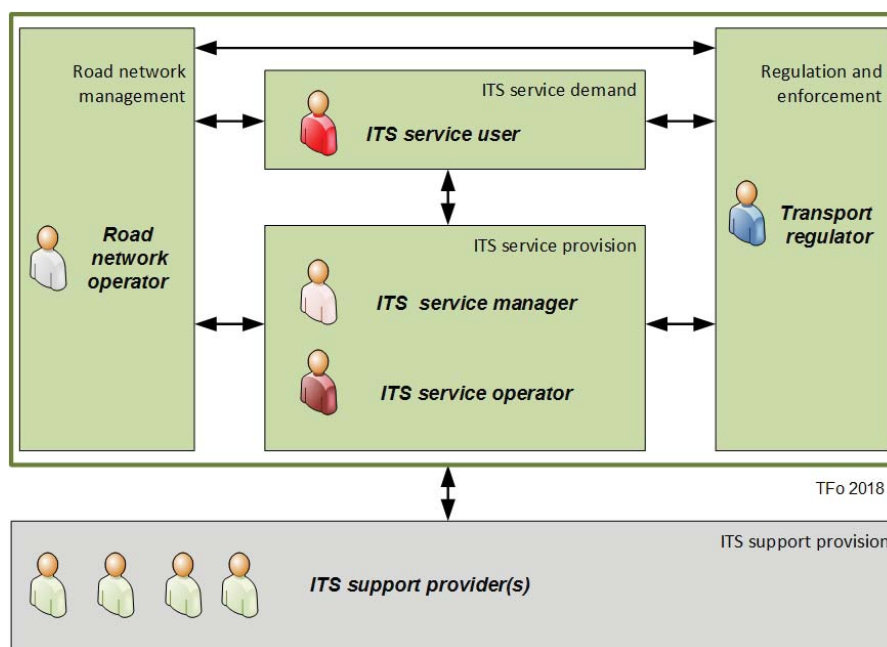 Road network
management
Road
network
operator
ITS service demand
ITS service user
ITS service provision
ITS  service manager
ITS service operator
Regulation and
enforcement
Transport
regulator
TFo 2018
ITS support provision
ITS support provider(s)